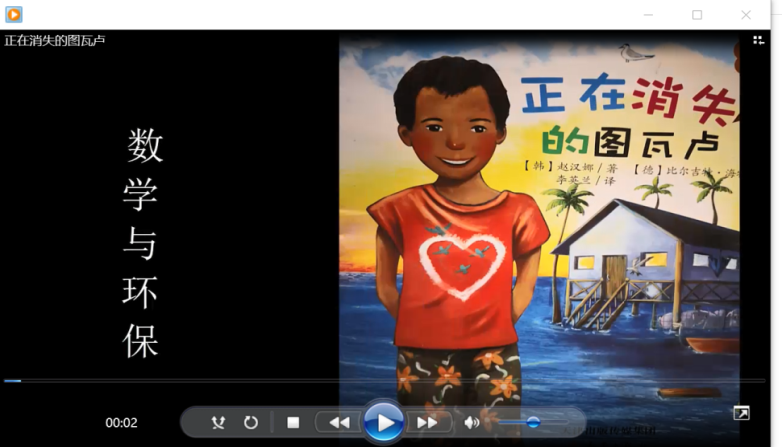 正在消失的图瓦卢
数
学
与
环
保
正在消失
的图瓦卢
【韩】赵汉娜/著 【德】比尔吉特·海
李英兰/译
00:02